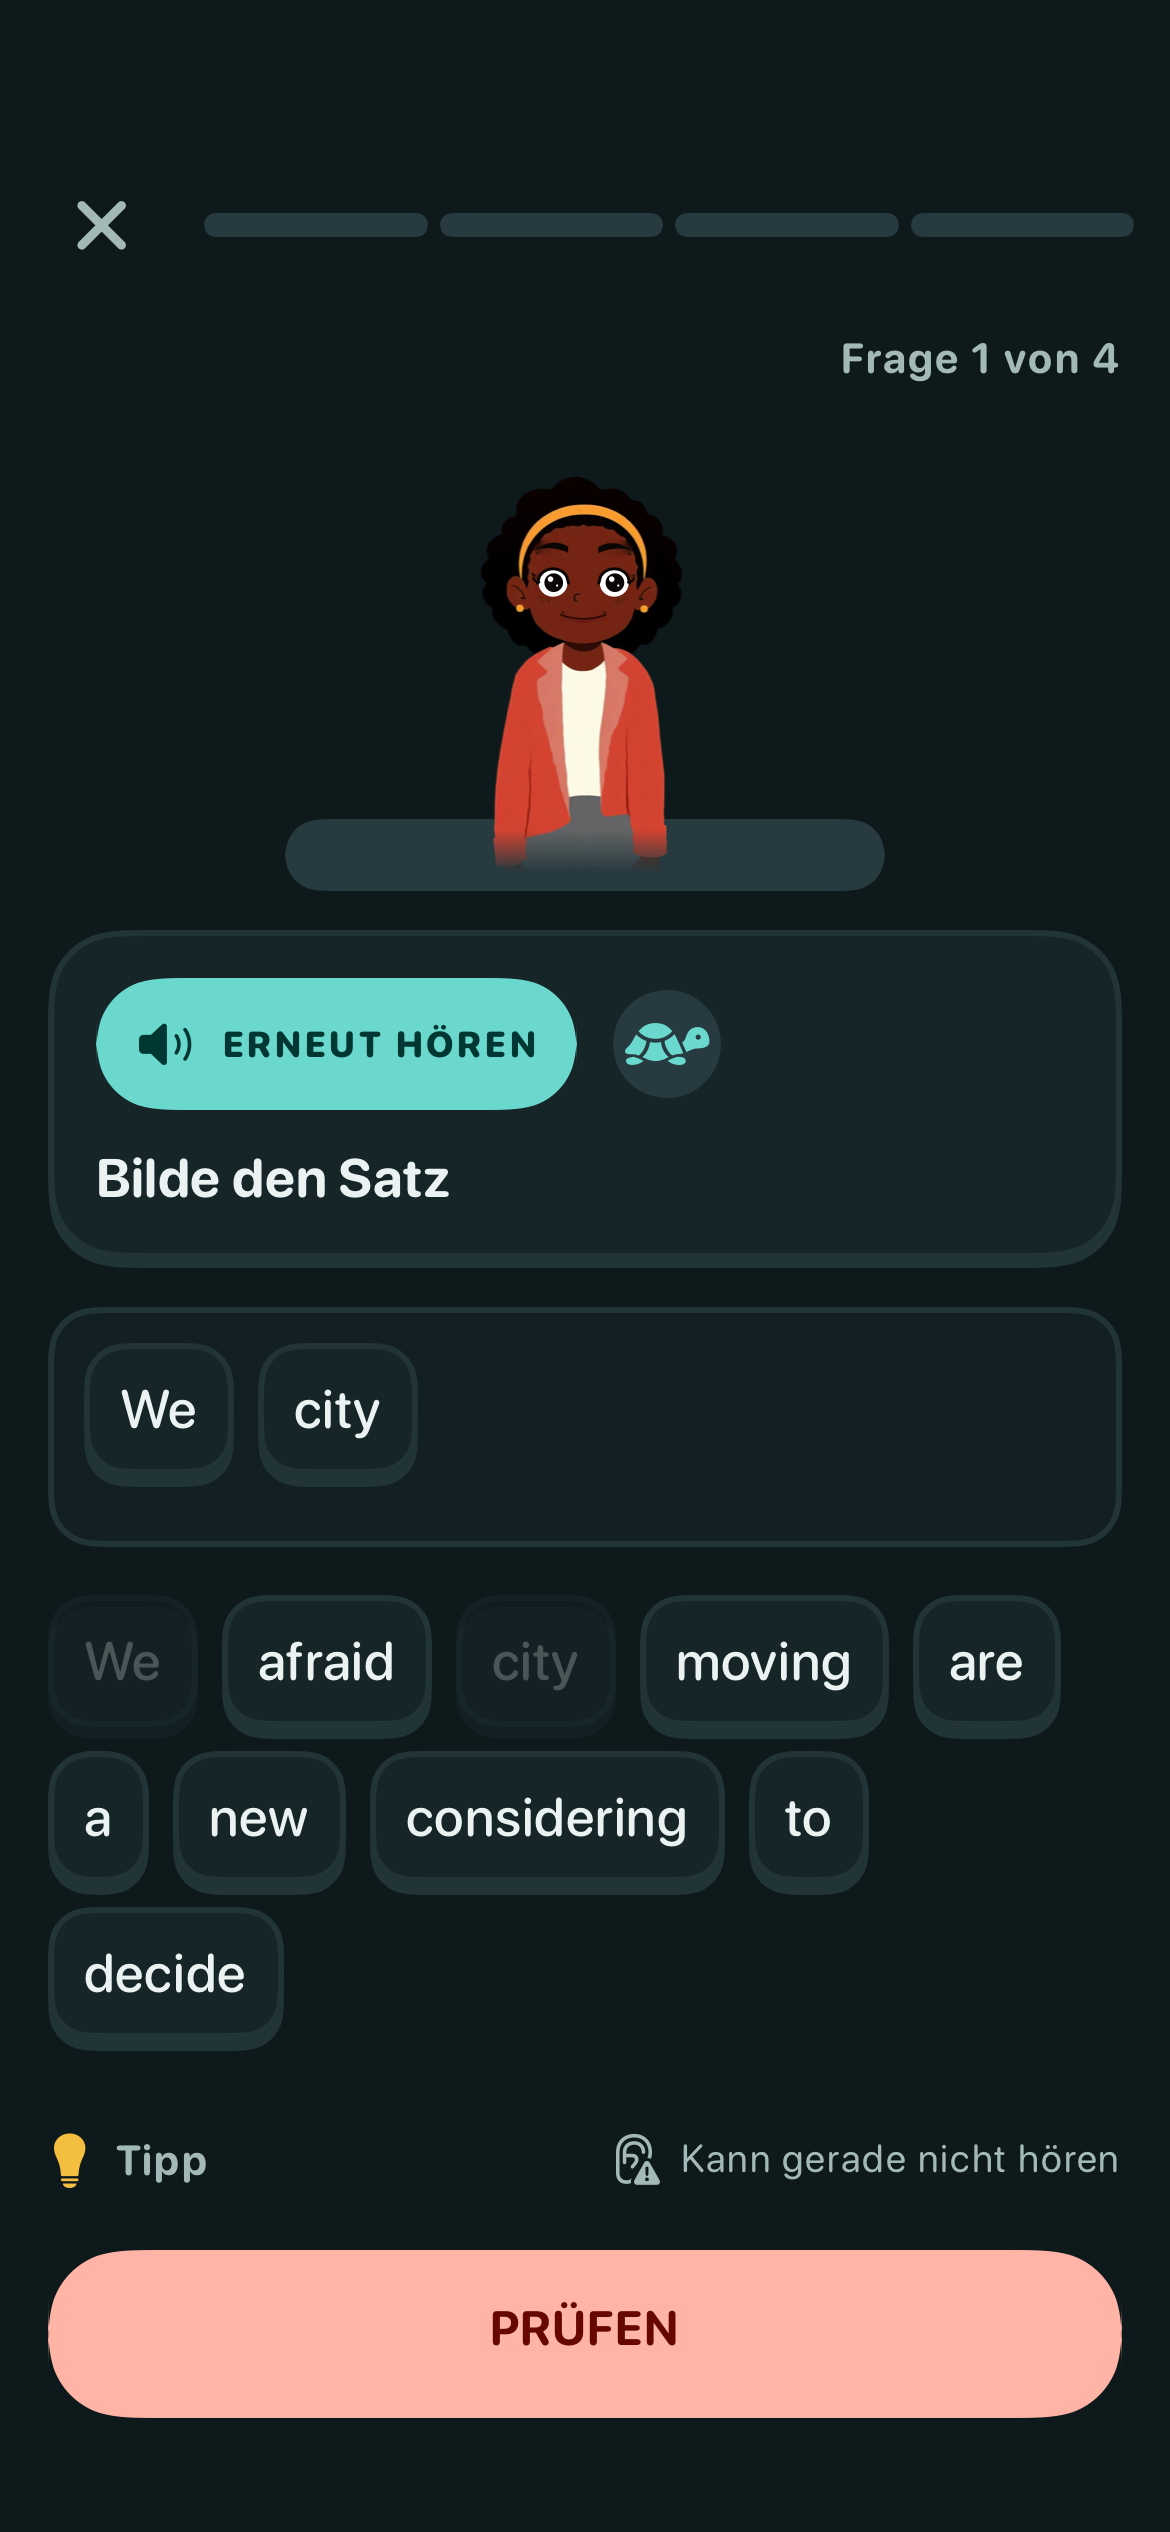 Frage 1 von 4
ERNEUT HÖREN
Bilde den Satz
We city
We afraid city moving are
a new considering to
decide
Tipp Kann gerade nicht hören
PRÜFEN